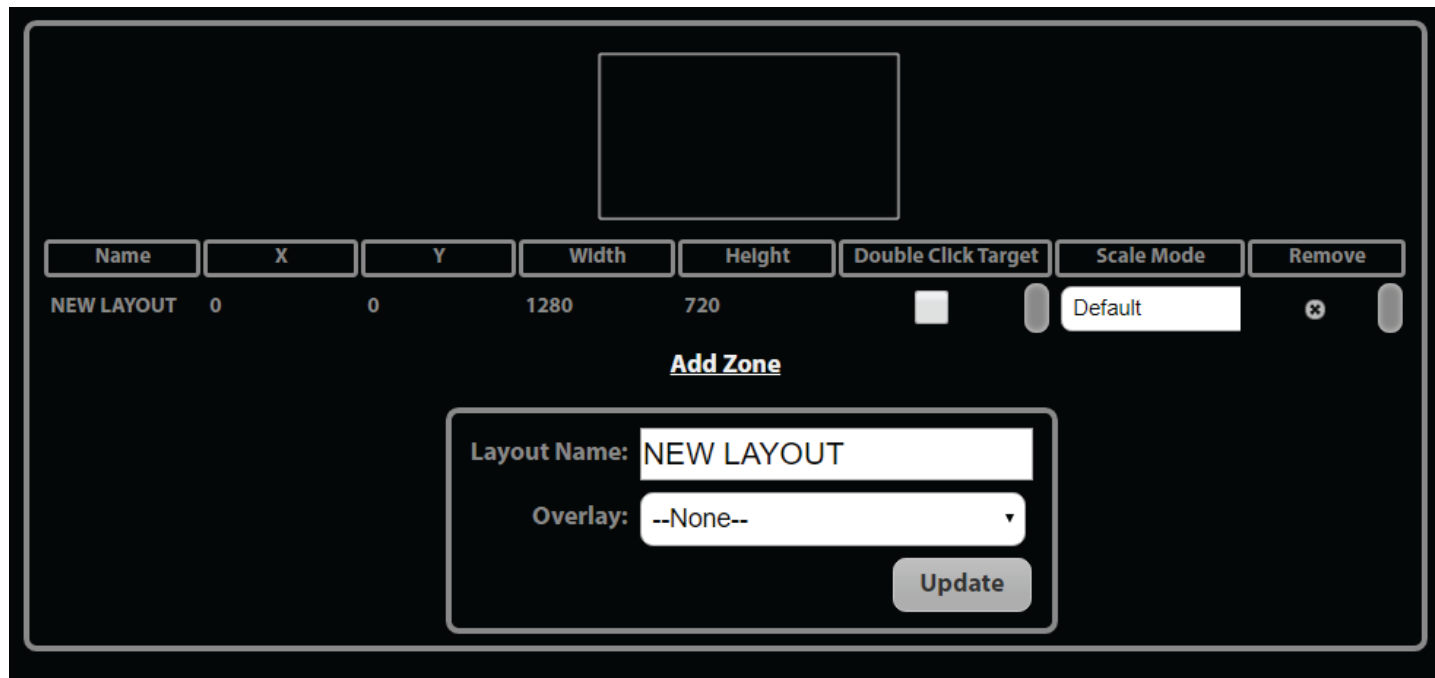 Name X Y Width Height Double Click Target Scale Mode Remove
NEW LAYOUT 0 0 1280 720 Default
Add Zone
Layout Name: NEW LAYOUT
Overlay: --None--
Update